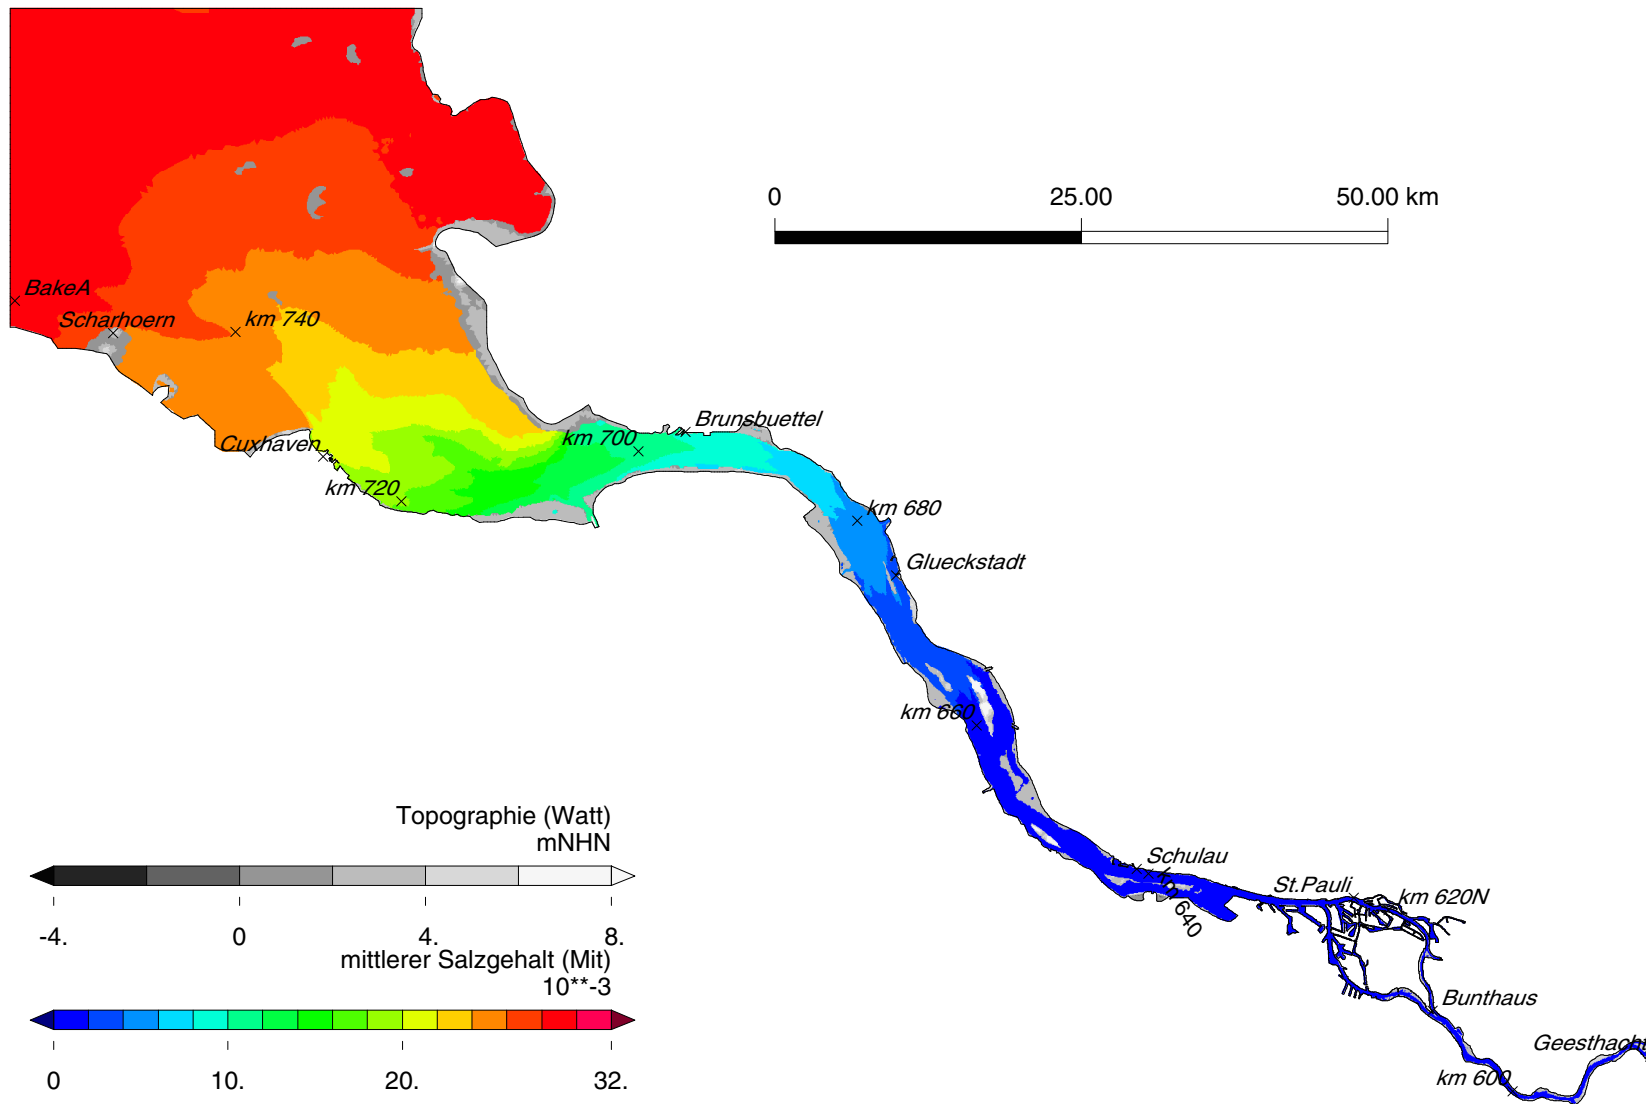 0 25.00 50.00 km
BakeA
Scharhoern
km 740
Cuxhaven
km 720
km 700
Brunsbuettel
km 680
Glueckstadt
km 660
Schulau
km 640
St.Pauli
km 620N
Bunthaus
Geesthacht
km 600
Topographie (Watt)
mNHN
-4. 0 4. 8.
mittlerer Salzgehalt (Mit)
10**-3
0 10. 20. 32.